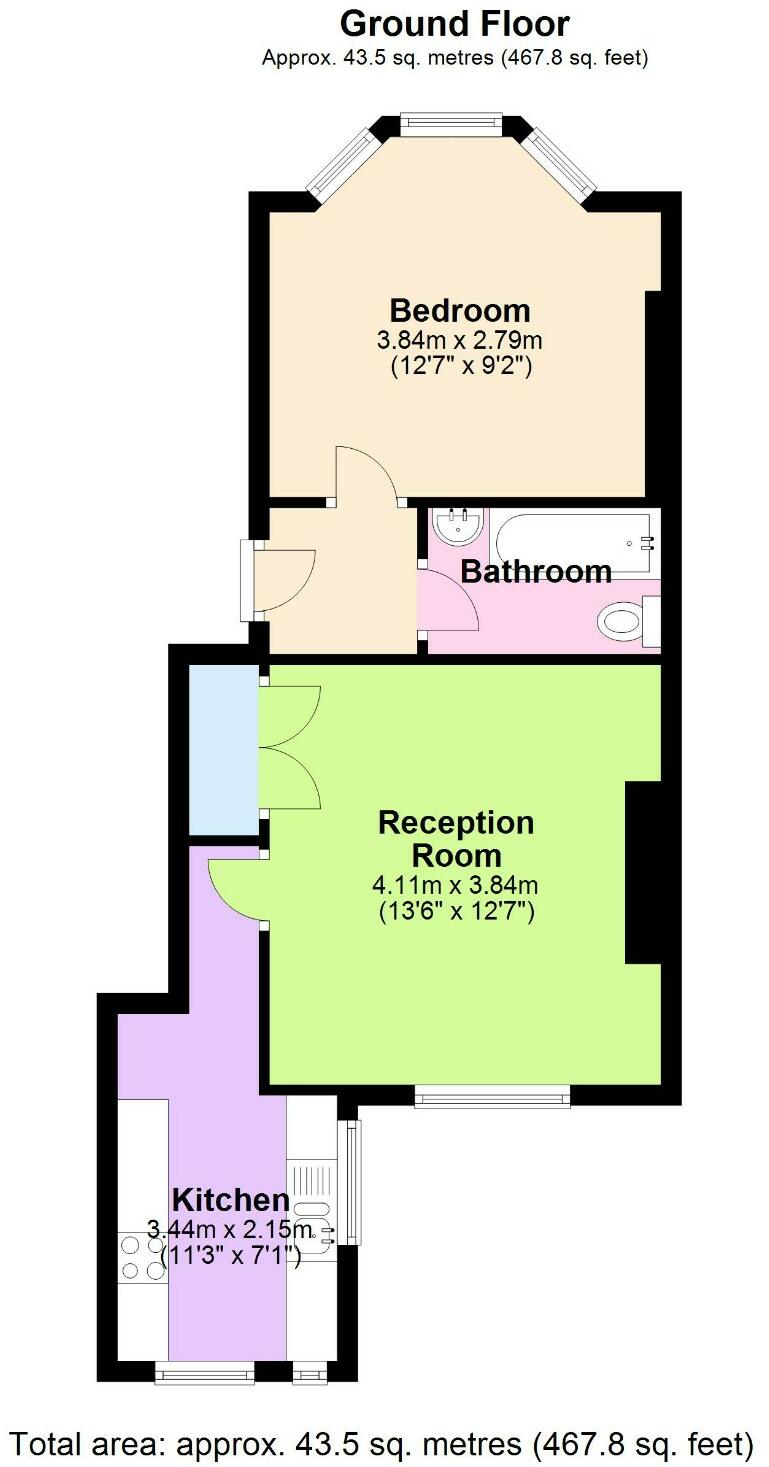 Ground Floor
Approx. 43.5 sq. metres (467.8 sq. feet)
Bedroom
3.84m x 2.79m
(12'7" x 9'2")
Bathroom
Reception
Room
4.11m x 3.84m
(13'6" x 12'7")
Kitchen
3.44m x 2.15m
(11'3" x 7'1")
Total area: approx. 43.5 sq. metres (467.8 sq. feet)